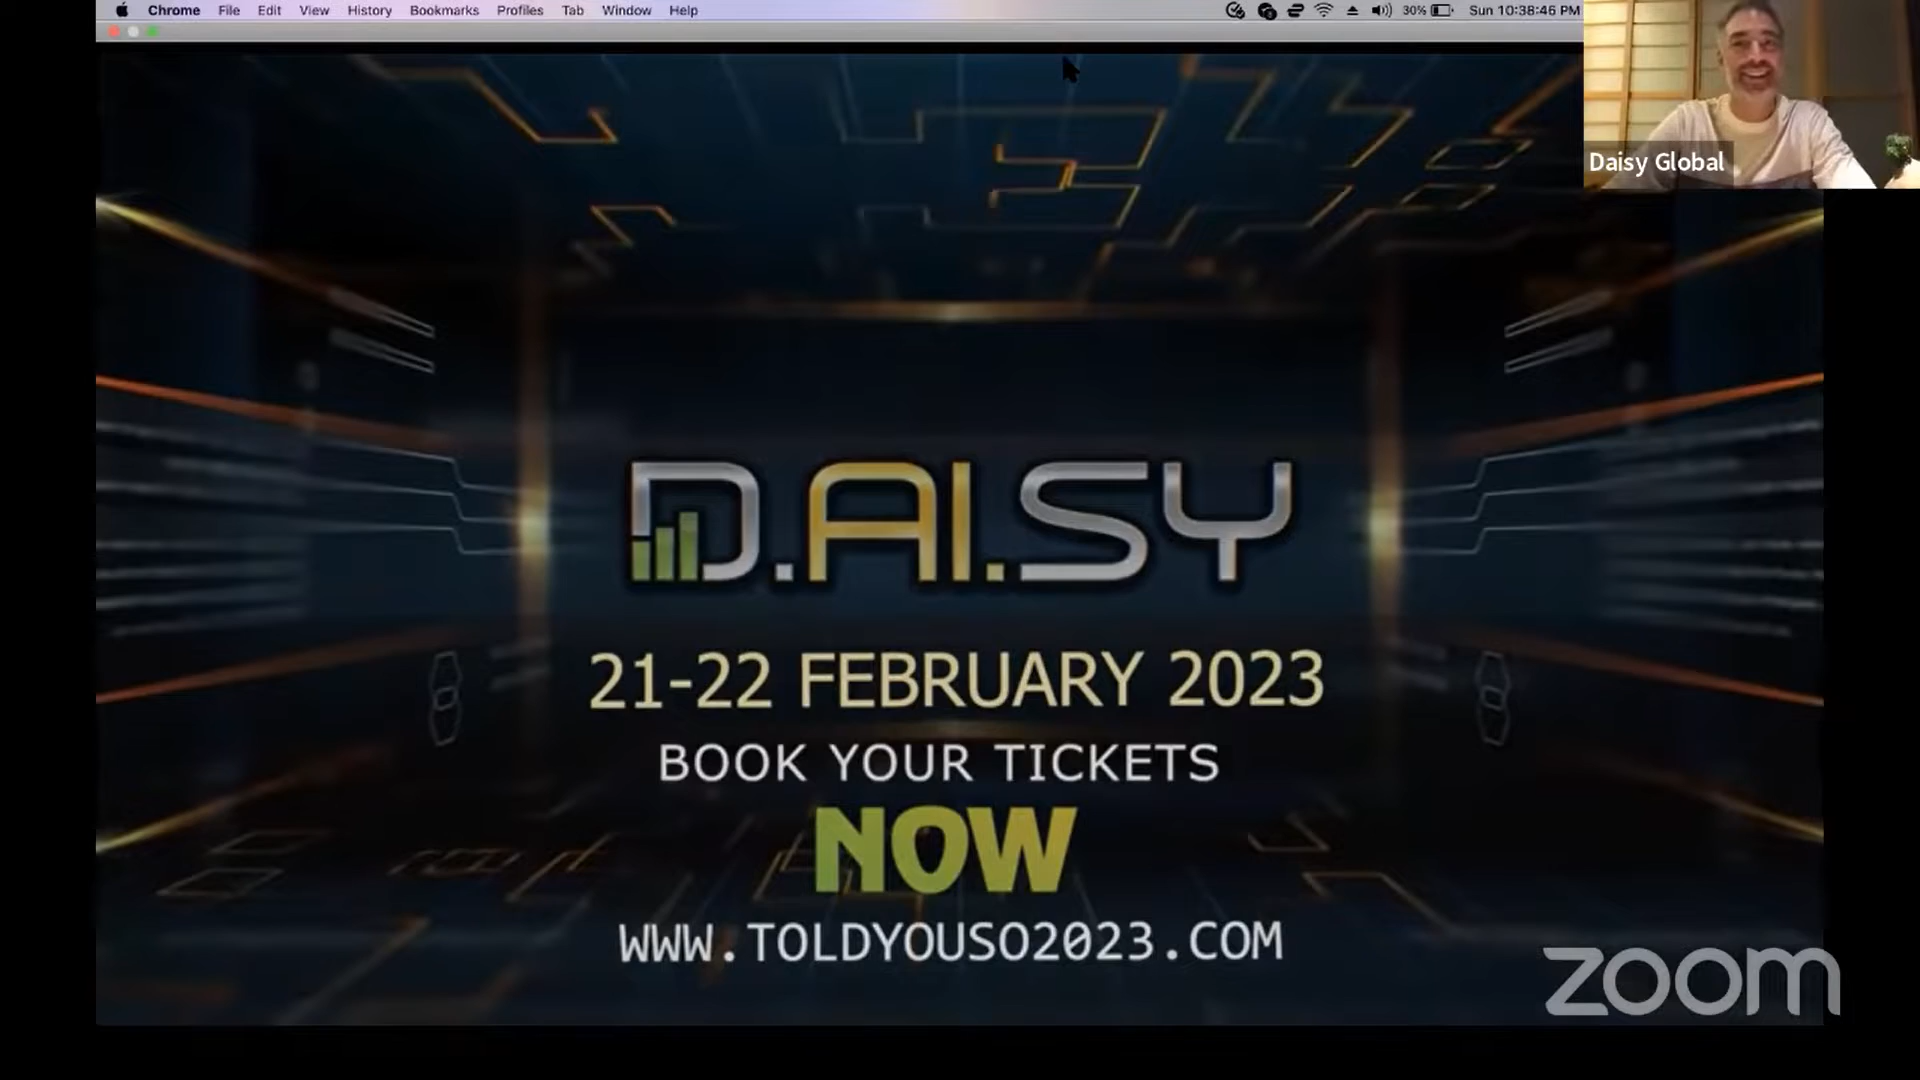 Chrome File Edit View History Bookmarks Profiles Tab Window Help 30% Sun 10:38:46 PM
Daisy Global
D.AI.SY
21-22 FEBRUARY 2023
BOOK YOUR TICKETS
NOW
WWW.TOLDYOUSO2023.COM
zoom